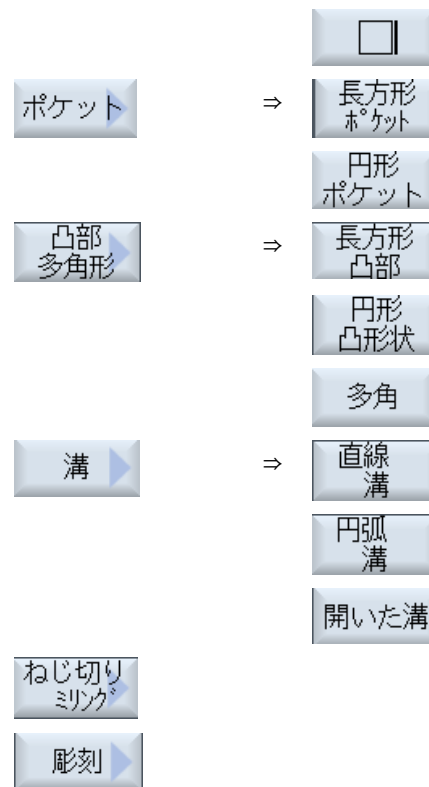 ポケット
⇒
長方形
ポケット
円形
ポケット
凸部
多角形
⇒
長方形
凸部
円形
凸形状
多角
溝
⇒
直線
溝
円弧
溝
開いた溝
ねじ切り
ミリング
彫刻